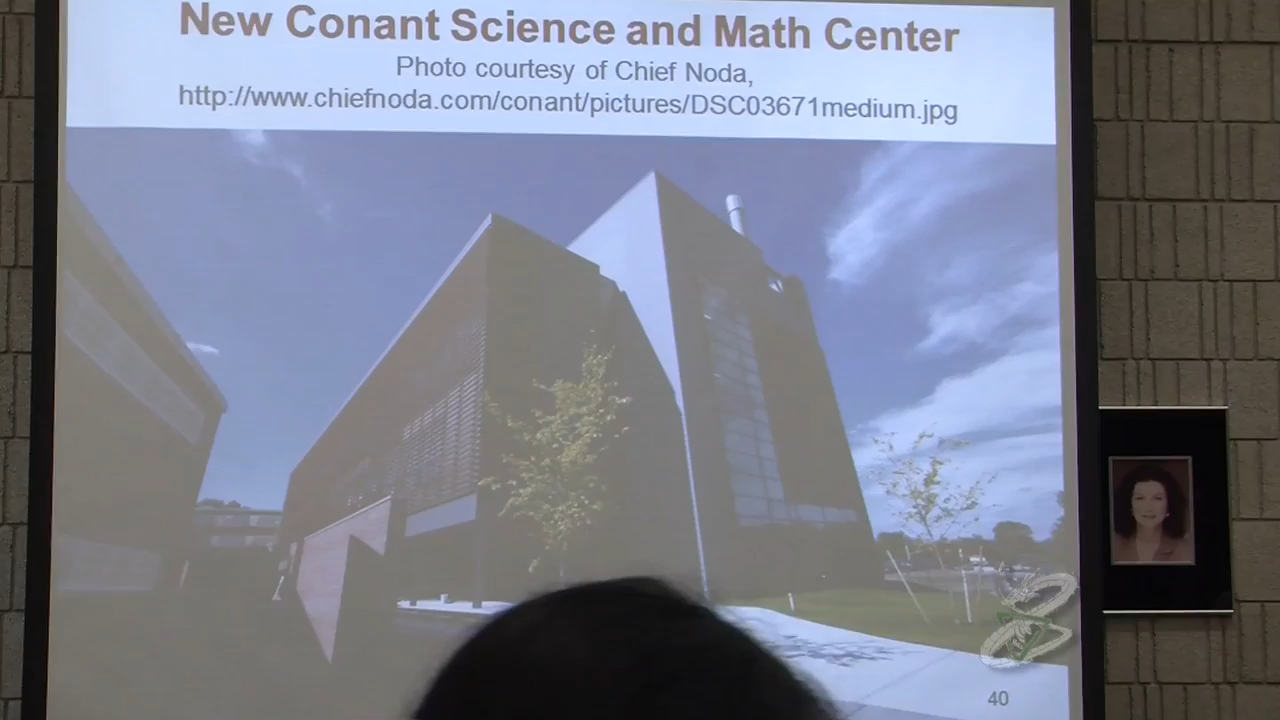 New Conant Science and Math Center
Photo courtesy of Chief Noda,
http://www.chiefnoda.com/conant/pictures/DSC03671medium.jpg
40